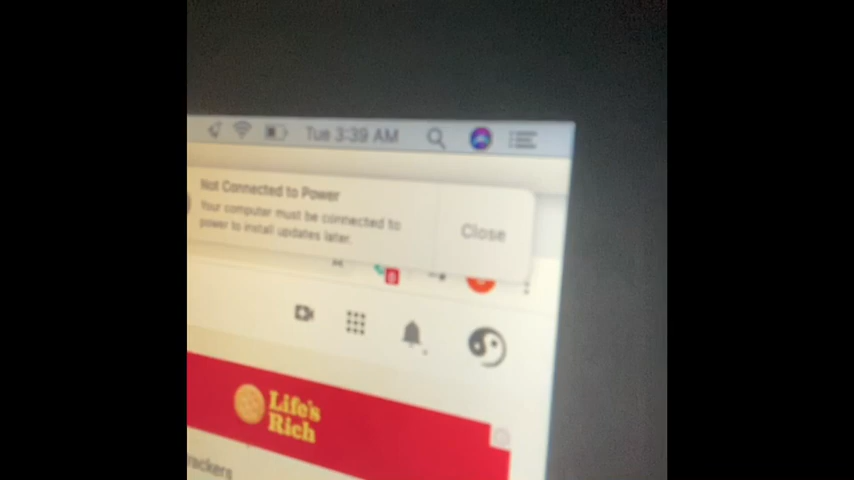 Tue 3:39 AM
Not Connected to Power
Your computer must be connected to
power to install updates later.
Close
Life's
Rich
rackers